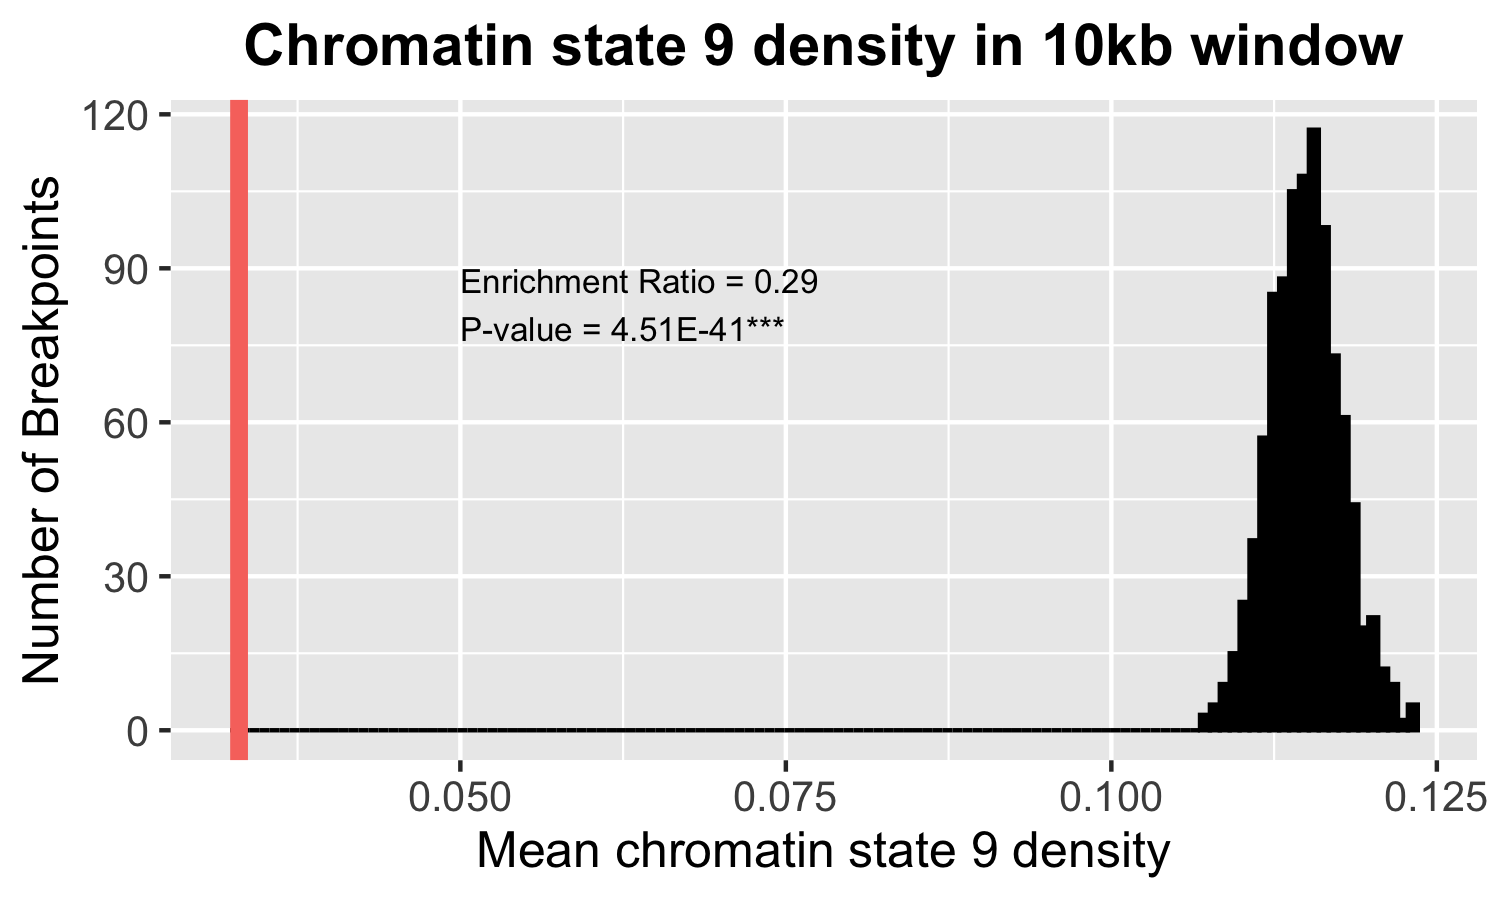 Chromatin state 9 density in 10kb window
Number of Breakpoints
120
90
60
30
0
Enrichment Ratio = 0.29
P-value = 4.51E-41***
0.050 0.075 0.100 0.125
Mean chromatin state 9 density